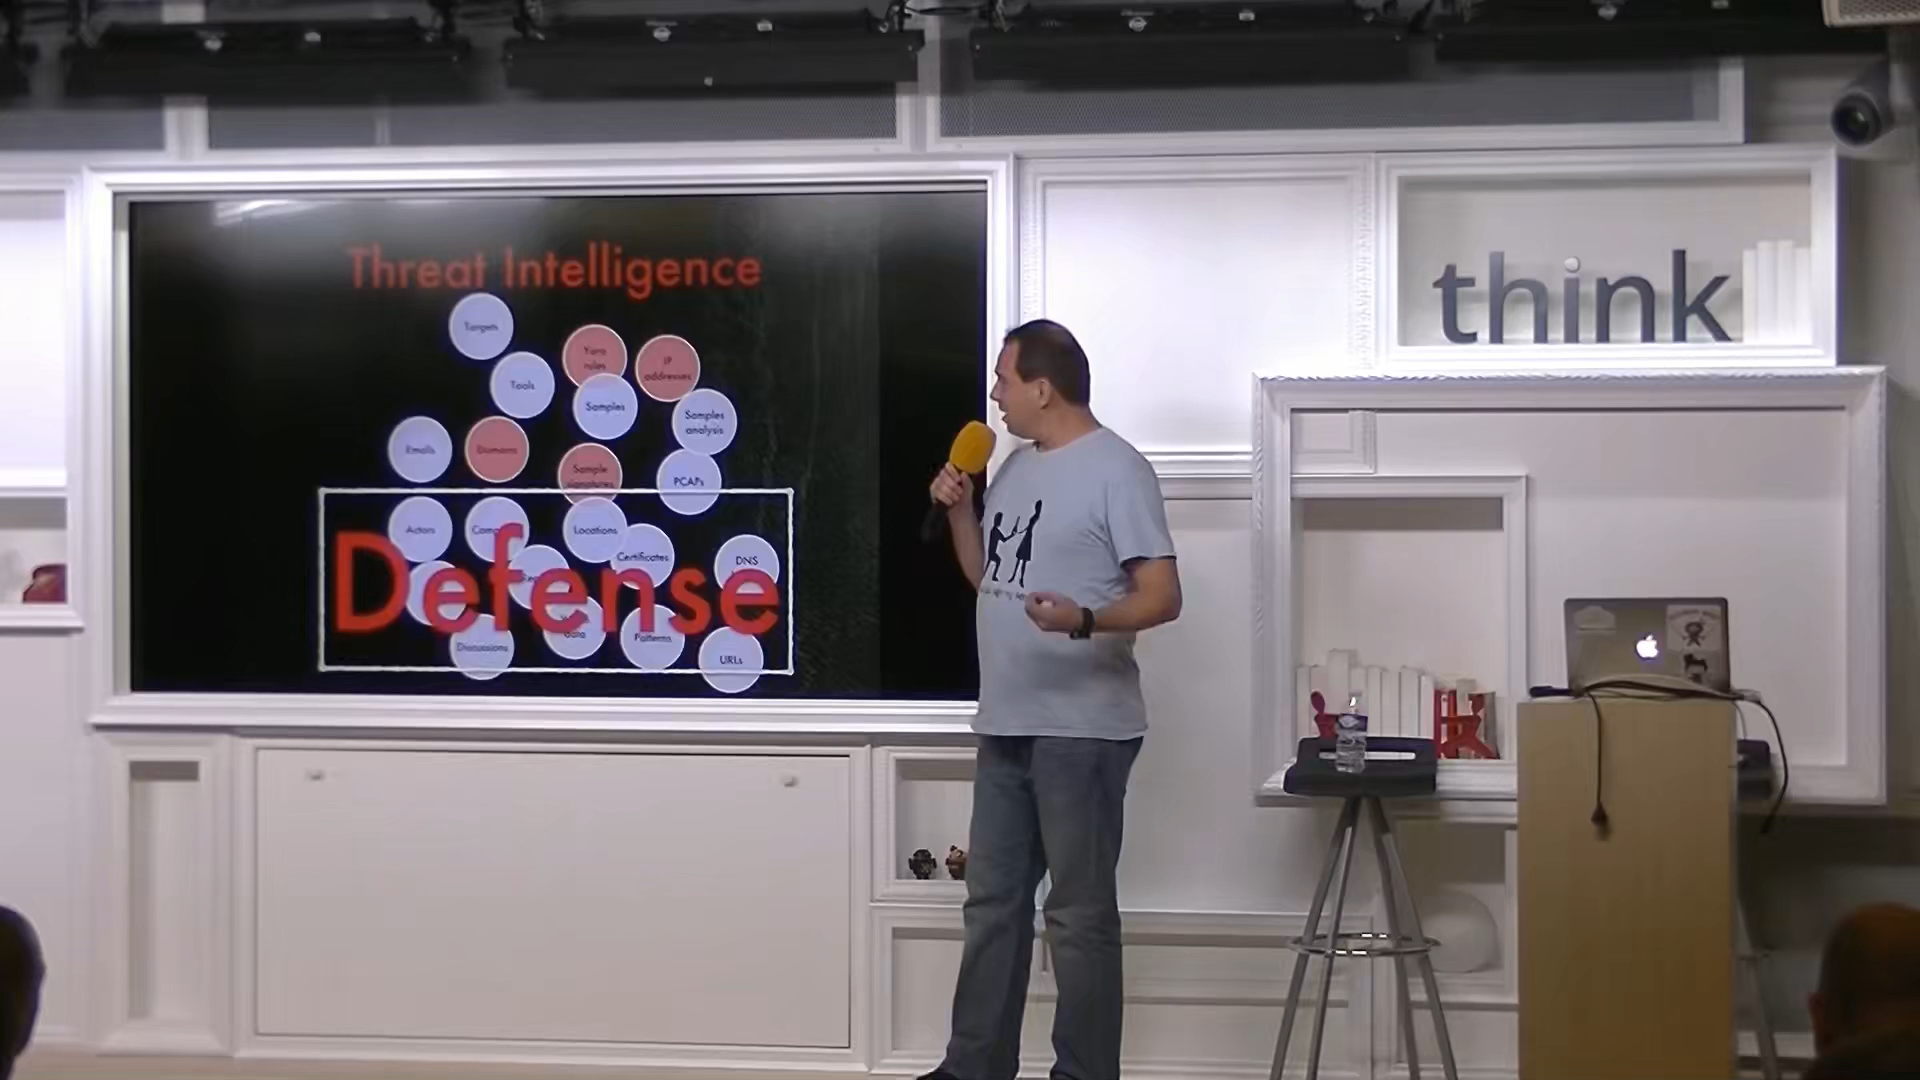 Threat Intelligence
Targets
Yara
rules
IP
addresses
Tools
Samples
Samples
analysis
Emails
Domains
Sample
signatures
PCAPs
Actors
Locations
Certificates
DNS
Defense
data
Discussions
Patterns
URLs
think